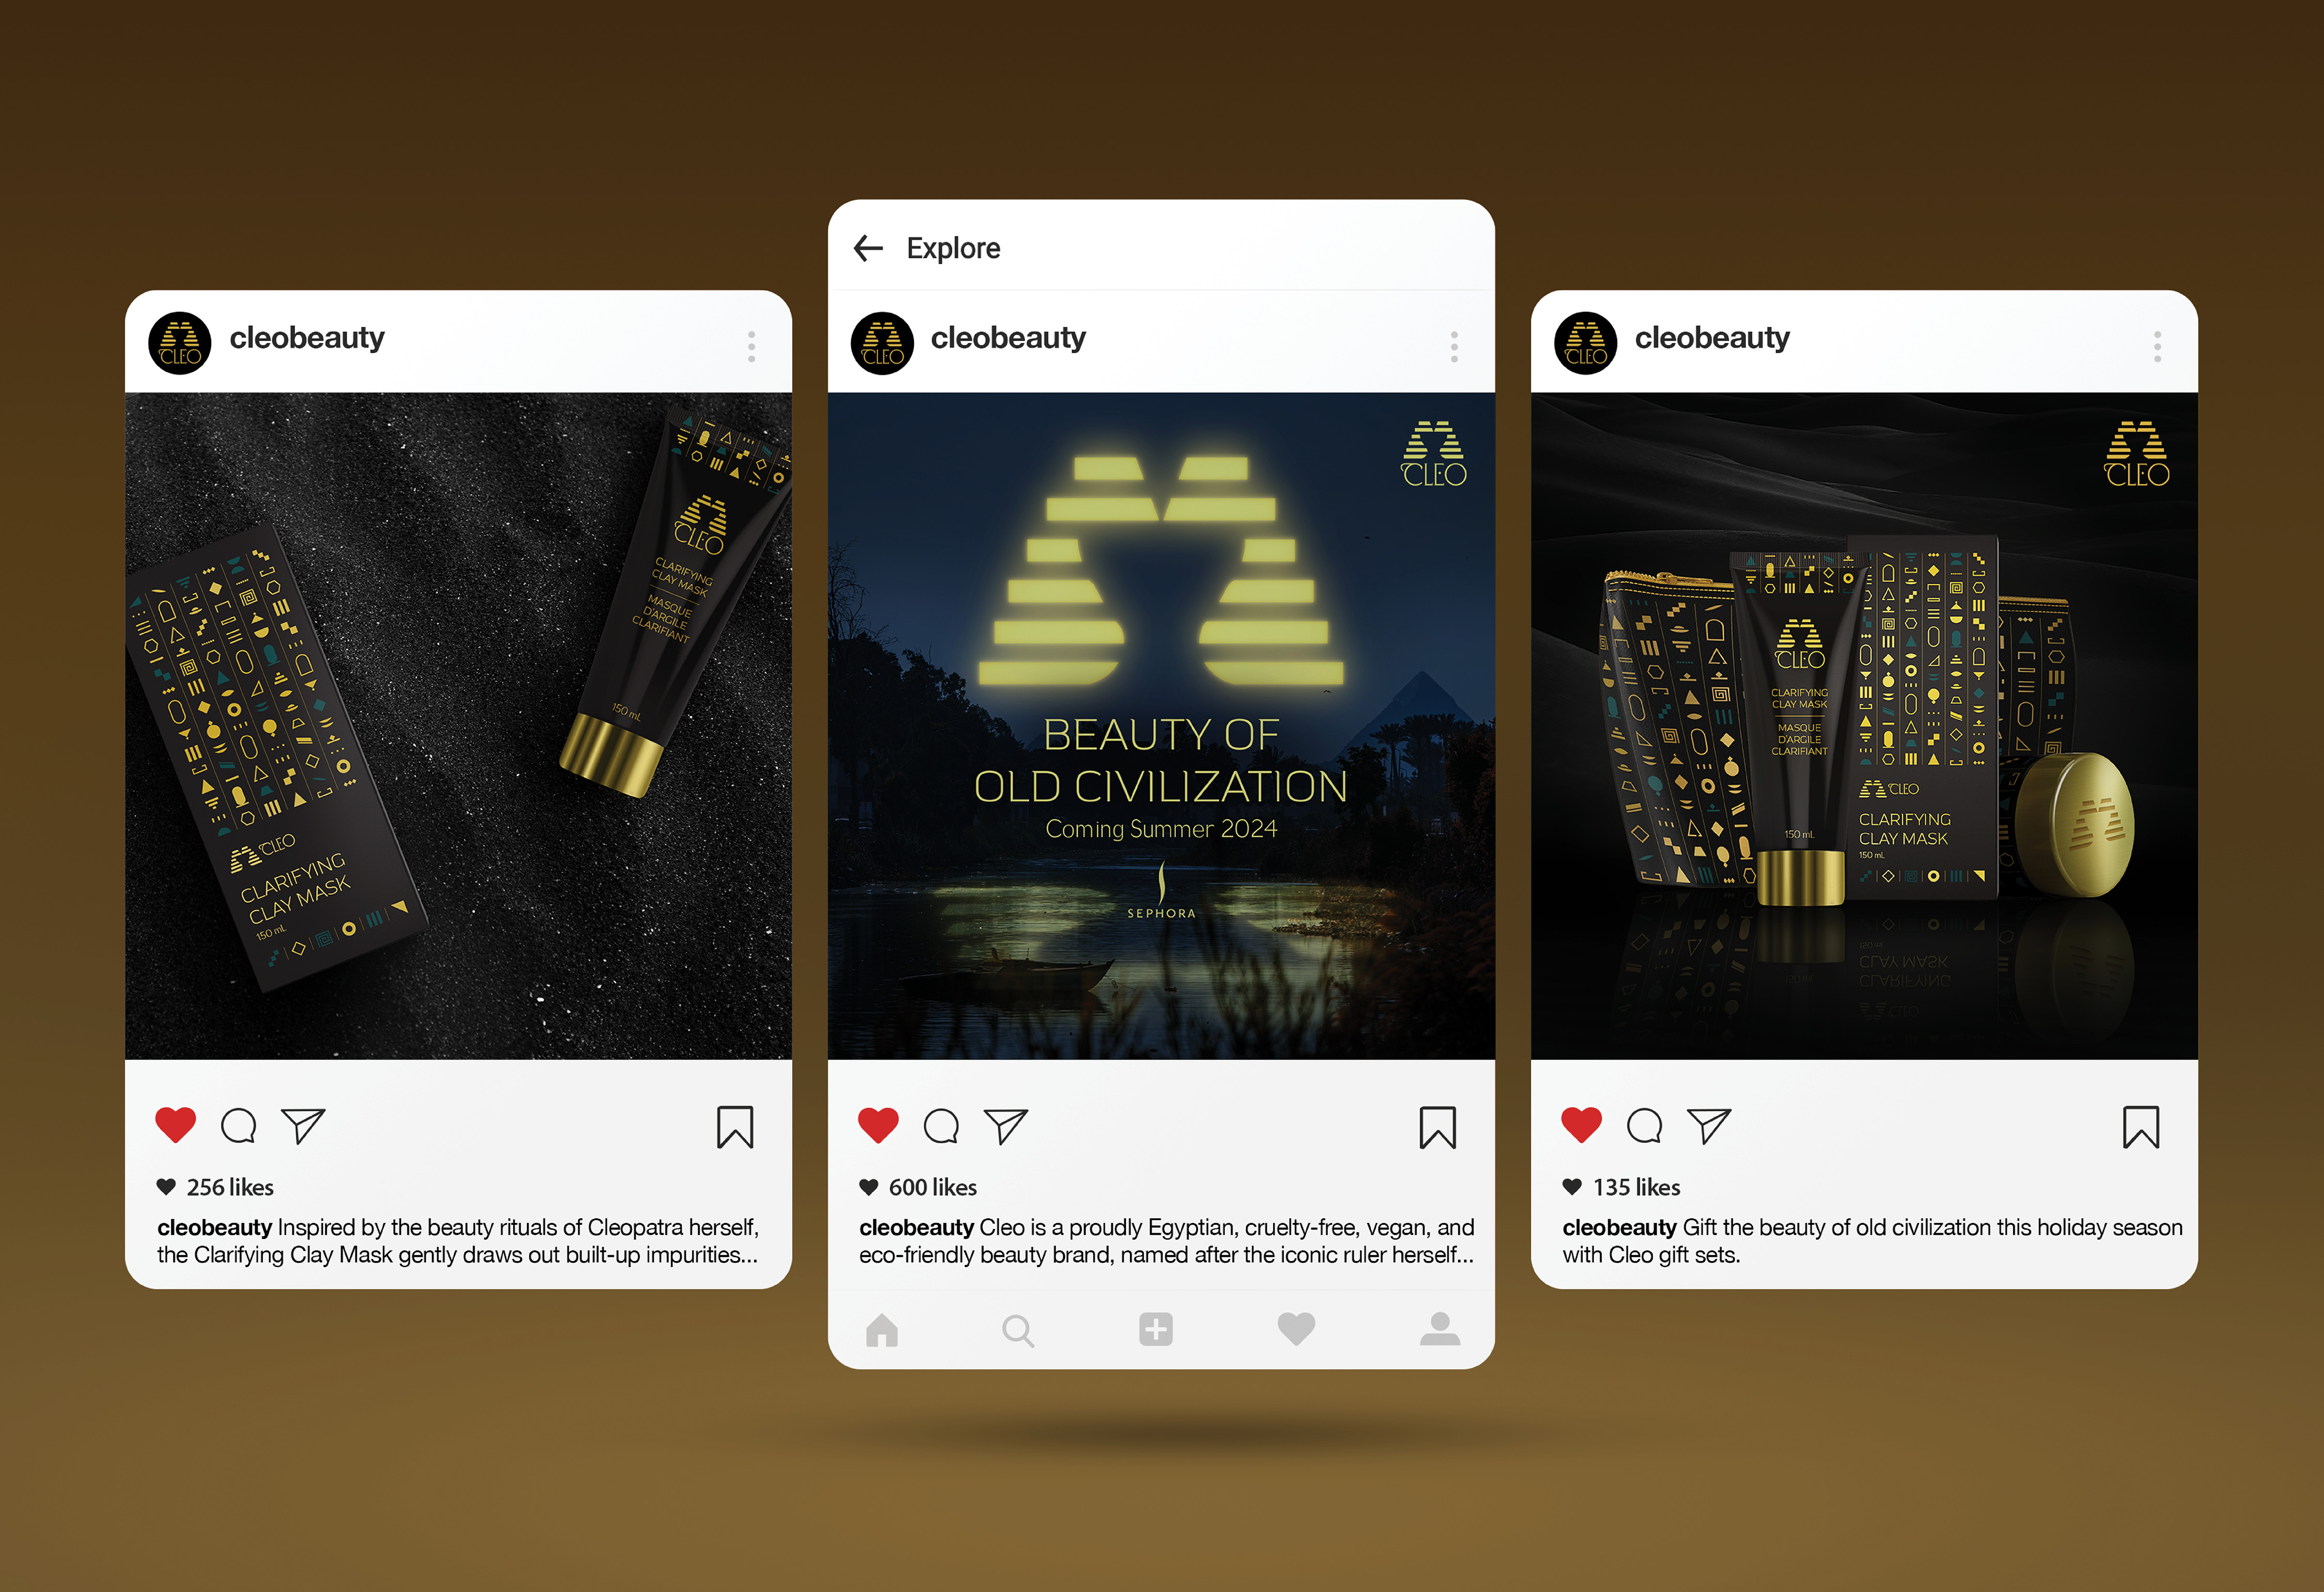 cleobeauty
CLEO
CLEO
CLARIFYING
CLAY MASK
MASQUE
D'ARGILE
CLARIFIANT
150 mL
CLEO
CLARIFYING
CLAY MASK
150 mL
256 likes
cleobeauty Inspired by the beauty rituals of Cleopatra herself,
the Clarifying Clay Mask gently draws out built-up impurities...
Explore
CLEO
cleobeauty
CLEO
BEAUTY OF
OLD CIVILIZATION
Coming Summer 2024
SEPHORA
600 likes
cleobeauty Cleo is a proudly Egyptian, cruelty-free, vegan, and
eco-friendly beauty brand, named after the iconic ruler herself...
CLEO
cleobeauty
CLEO
CLEO
CLARIFYING
CLAY MASK
MASQUE
D'ARGILE
CLARIFIANT
150 mL
CLEO
CLARIFYING
CLAY MASK
150 mL
135 likes
cleobeauty Gift the beauty of old civilization this holiday season
with Cleo gift sets.